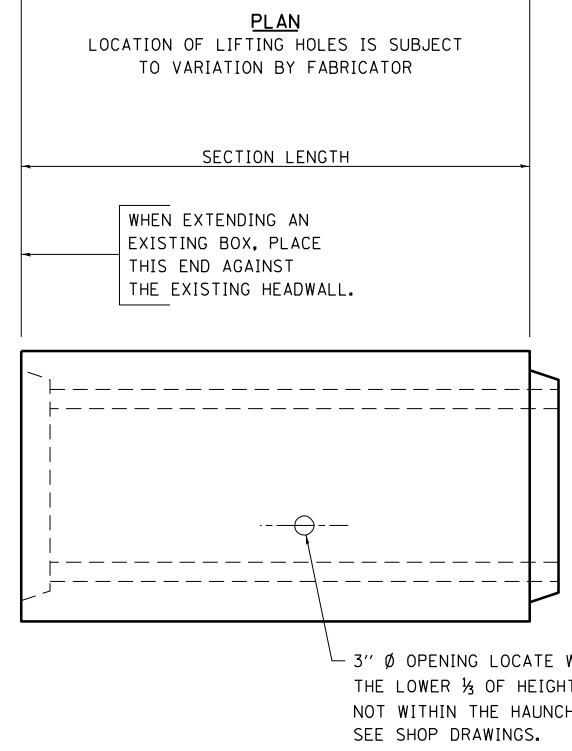 PLAN
LOCATION OF LIFTING HOLES IS SUBJECT
TO VARIATION BY FABRICATOR
SECTION LENGTH
WHEN EXTENDING AN
EXISTING BOX, PLACE
THIS END AGAINST
THE EXISTING HEADWALL.
3" Ø OPENING LOCATE
THE LOWER ⅓ OF HEIGHT
NOT WITHIN THE HAUNCH
SEE SHOP DRAWINGS.